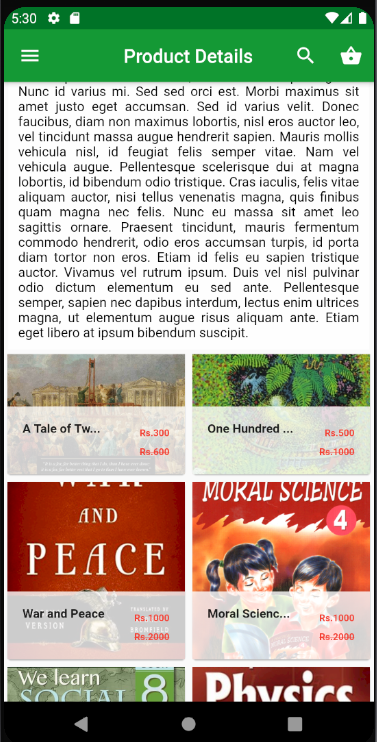 5:30
Product Details
Nunc id varius mi. Sed sed orci est. Morbi maximus sit
amet justo eget accumsan. Sed id varius velit. Donec
faucibus, diam non maximus lobortis, nisl eros auctor leo,
vel tincidunt massa augue hendrerit sapien. Mauris mollis
vehicula nisl, id feugiat felis semper vitae. Nam vel
vehicula augue. Pellentesque scelerisque dui at magna
lobortis, id bibendum odio tristique. Cras iaculis, felis vitae
aliquam auctor, nisi tellus venenatis magna, quis finibus
quam magna nec felis. Nunc eu massa sit amet leo
sagittis ornare. Praesent tincidunt, mauris fermentum
commodo hendrerit, odio eros accumsan turpis, id porta
diam tortor non eros. Etiam id felis eu sapien tristique
auctor. Vivamus vel rutrum ipsum. Duis vel nisl pulvinar
odio dictum elementum eu sed ante. Pellentesque
semper, sapien nec dapibus interdum, lectus enim ultrices
magna, ut elementum augue risus aliquam ante. Etiam
eget libero at ipsum bibendum suscipit.
A Tale of Tw...
Rs.300
Rs.600
One Hundred ...
Rs.500
Rs.1000
WAR
AND
PEACE
War and Peace
TRANSLATED BY
VERSION
BROMFIELD
Rs.1000
Rs.2000
MORAL SCIENCE
4
Moral Scienc...
Rs.1000
Rs.2000
We learn
SOCIAL
8
Physics